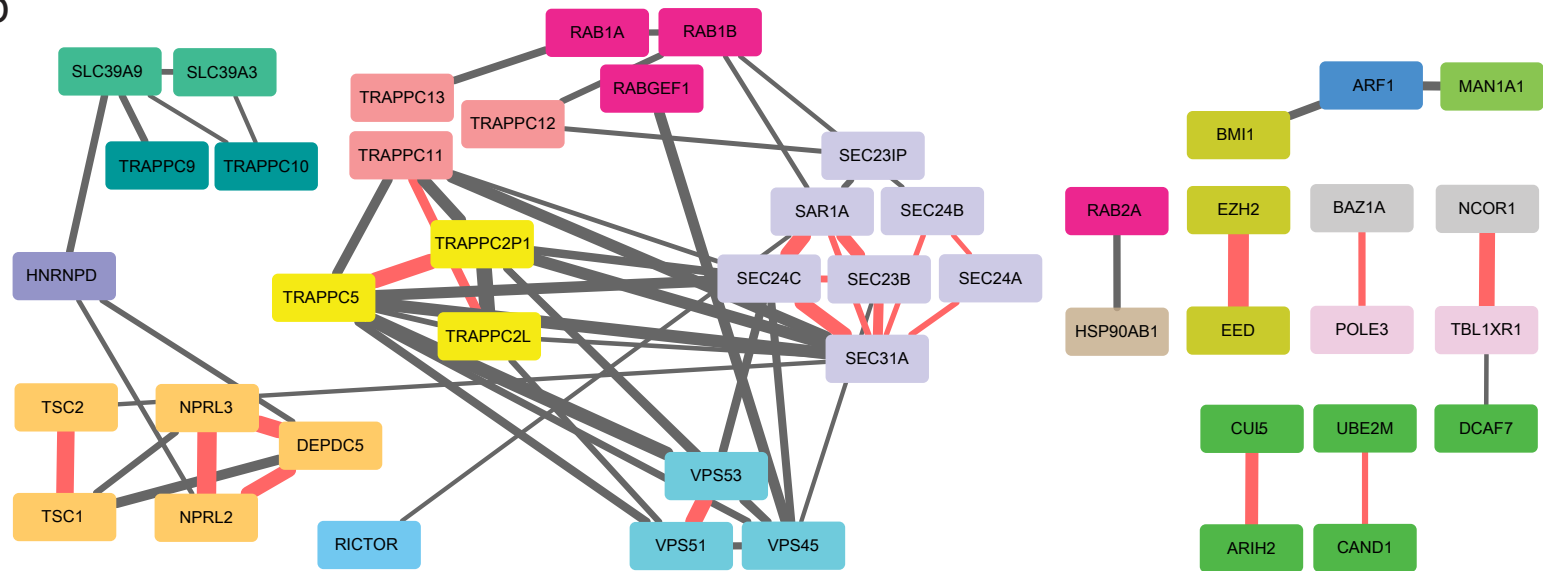 RAB1A
RAB1B
SLC39A9
SLC39A3
RABGEF1
TRAPPC13
TRAPPC12
TRAPPC11
TRAPPC9
TRAPPC10
SEC23IP
SAR1A
SEC24B
TRAPPC2P1
HNRNPD
TRAPPC5
SEC24C
SEC23B
SEC24A
TRAPPC2L
SEC31A
TSC2
NPRL3
DEPDC5
VPS53
TSC1
NPRL2
RICTOR
VPS51
VPS45
ARF1
MAN1A1
BMI1
RAB2A
EZH2
BAZ1A
NCOR1
HSP90AB1
EED
POLE3
TBL1XR1
CUL5
UBE2M
DCAF7
ARIH2
CAND1